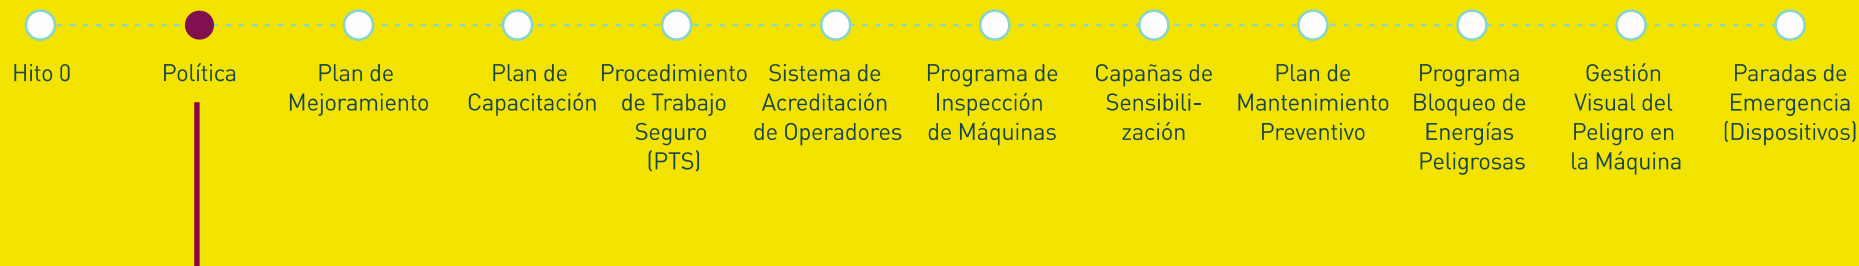 Hito 0
Política
Plan de
Mejoramiento
Plan de
Capacitación
Procedimiento
de Trabajo
Seguro
(PTS)
Sistema de
Acreditación
de Operadores
Programa de
Inspección
de Máquinas
Capañas de
Sensibili-
zación
Plan de
Mantenimiento
Preventivo
Programa
Bloqueo de
Energías
Peligrosas
Gestión
Visual del
Peligro en
la Máquina
Paradas de
Emergencia
(Dispositivos)